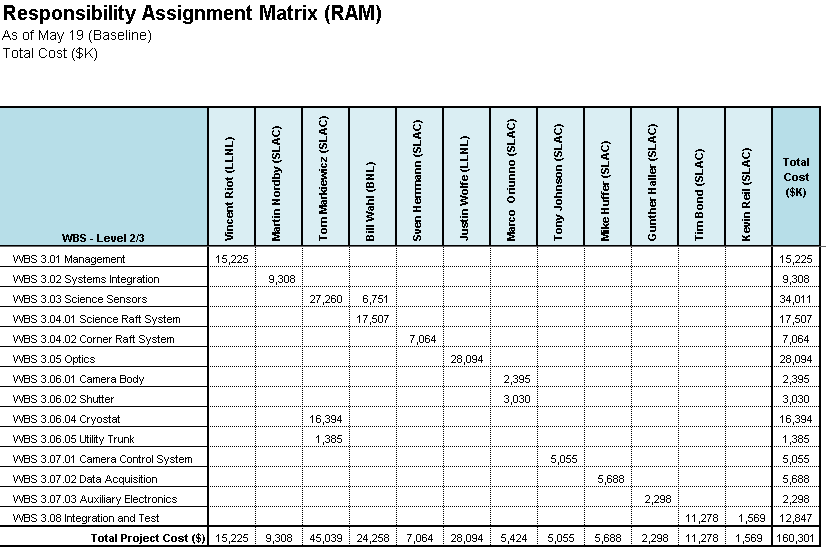 Responsibility Assignment Matrix (RAM)
As of May 19 (Baseline)
Total Cost ($K)
WBS - Level 2/3 Vincent Riot (LLNL) Martin Nordby (SLAC) Tom Markiewicz (SLAC) Bill Wahl (BNL) Sven Herrmann (SLAC) Justin Wolfe (LLNL) Marco Oriunno (SLAC) Tony Johnson (SLAC) Mike Huffer (SLAC) Gunther Haller (SLAC) Tim Bond (SLAC) Kevin Reil (SLAC) Total Cost ($K)
WBS 3.01 Management 15,225 15,225
WBS 3.02 Systems Integration 9,308 9,308
WBS 3.03 Science Sensors 27,260 6,751 34,011
WBS 3.04.01 Science Raft System 17,507 17,507
WBS 3.04.02 Corner Raft System 7,064 7,064
WBS 3.05 Optics 28,094 28,094
WBS 3.06.01 Camera Body 2,395 2,395
WBS 3.06.02 Shutter 3,030 3,030
WBS 3.06.04 Cryostat 16,394 16,394
WBS 3.06.05 Utility Trunk 1,385 1,385
WBS 3.07.01 Camera Control System 5,055 5,055
WBS 3.07.02 Data Acquisition 5,688 5,688
WBS 3.07.03 Auxiliary Electronics 2,298 2,298
WBS 3.08 Integration and Test 11,278 1,569 12,847
Total Project Cost ($) 15,225 9,308 45,039 24,258 7,064 28,094 5,424 5,055 5,688 2,298 11,278 1,569 160,301